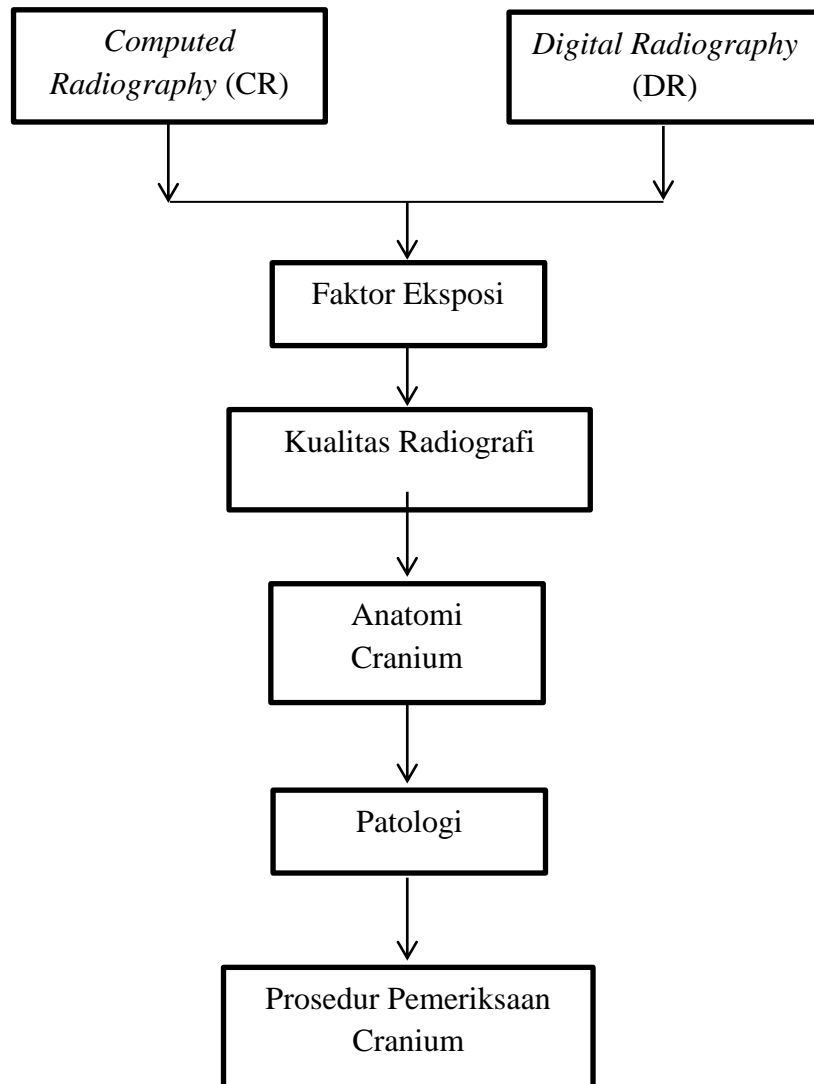 Computed
Radiography (CR)
Digital Radiography
(DR)
Faktor Eksposi
Kualitas Radiografi
Anatomi
Cranium
Patologi
Prosedur Pemeriksaan
Cranium